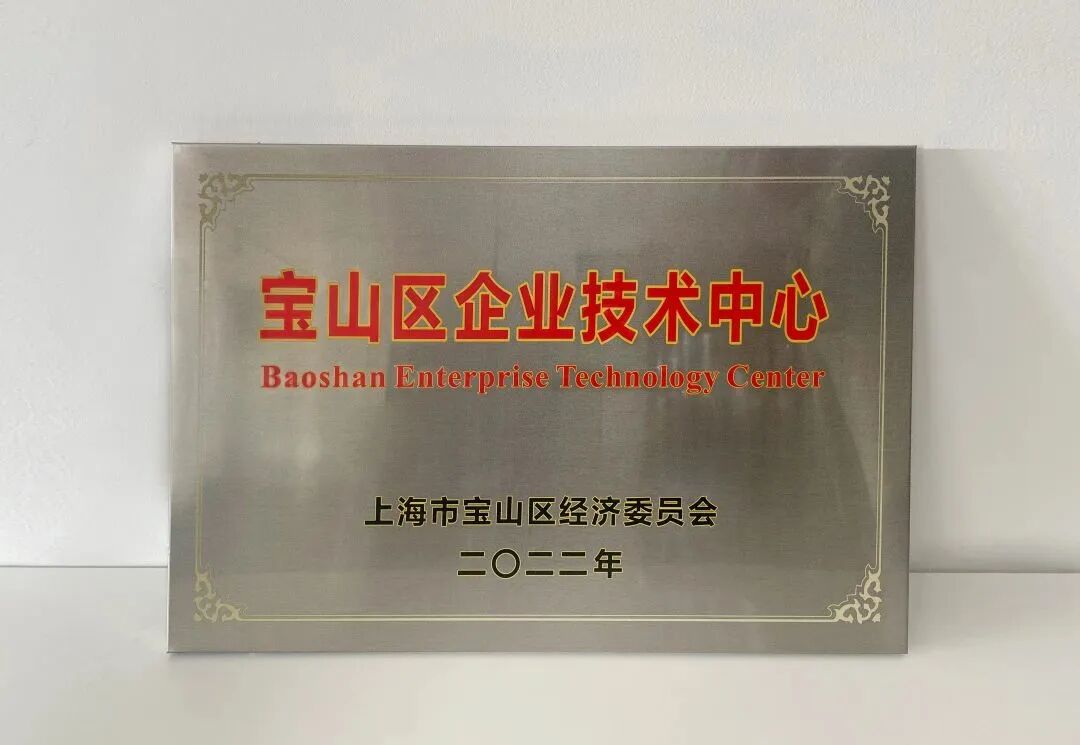 宝山区企业技术中心
Baoshan Enterprise Technology Center
上海市宝山区经济委员会
二〇二二年